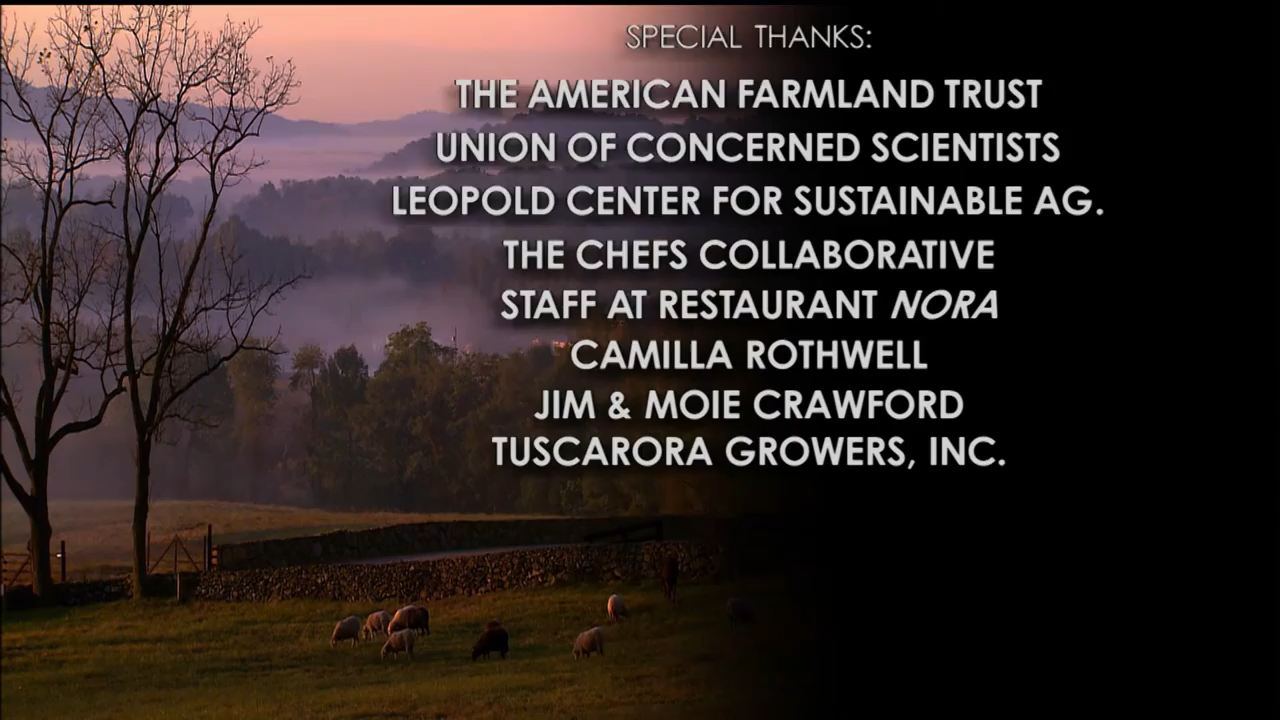 SPECIAL THANKS:
THE AMERICAN FARMLAND TRUST
UNION OF CONCERNED SCIENTISTS
LEOPOLD CENTER FOR SUSTAINABLE AG.
THE CHEFS COLLABORATIVE
STAFF AT RESTAURANT NORA
CAMILLA ROTHWELL
JIM & MOIE CRAWFORD
TUSCARORA GROWERS, INC.